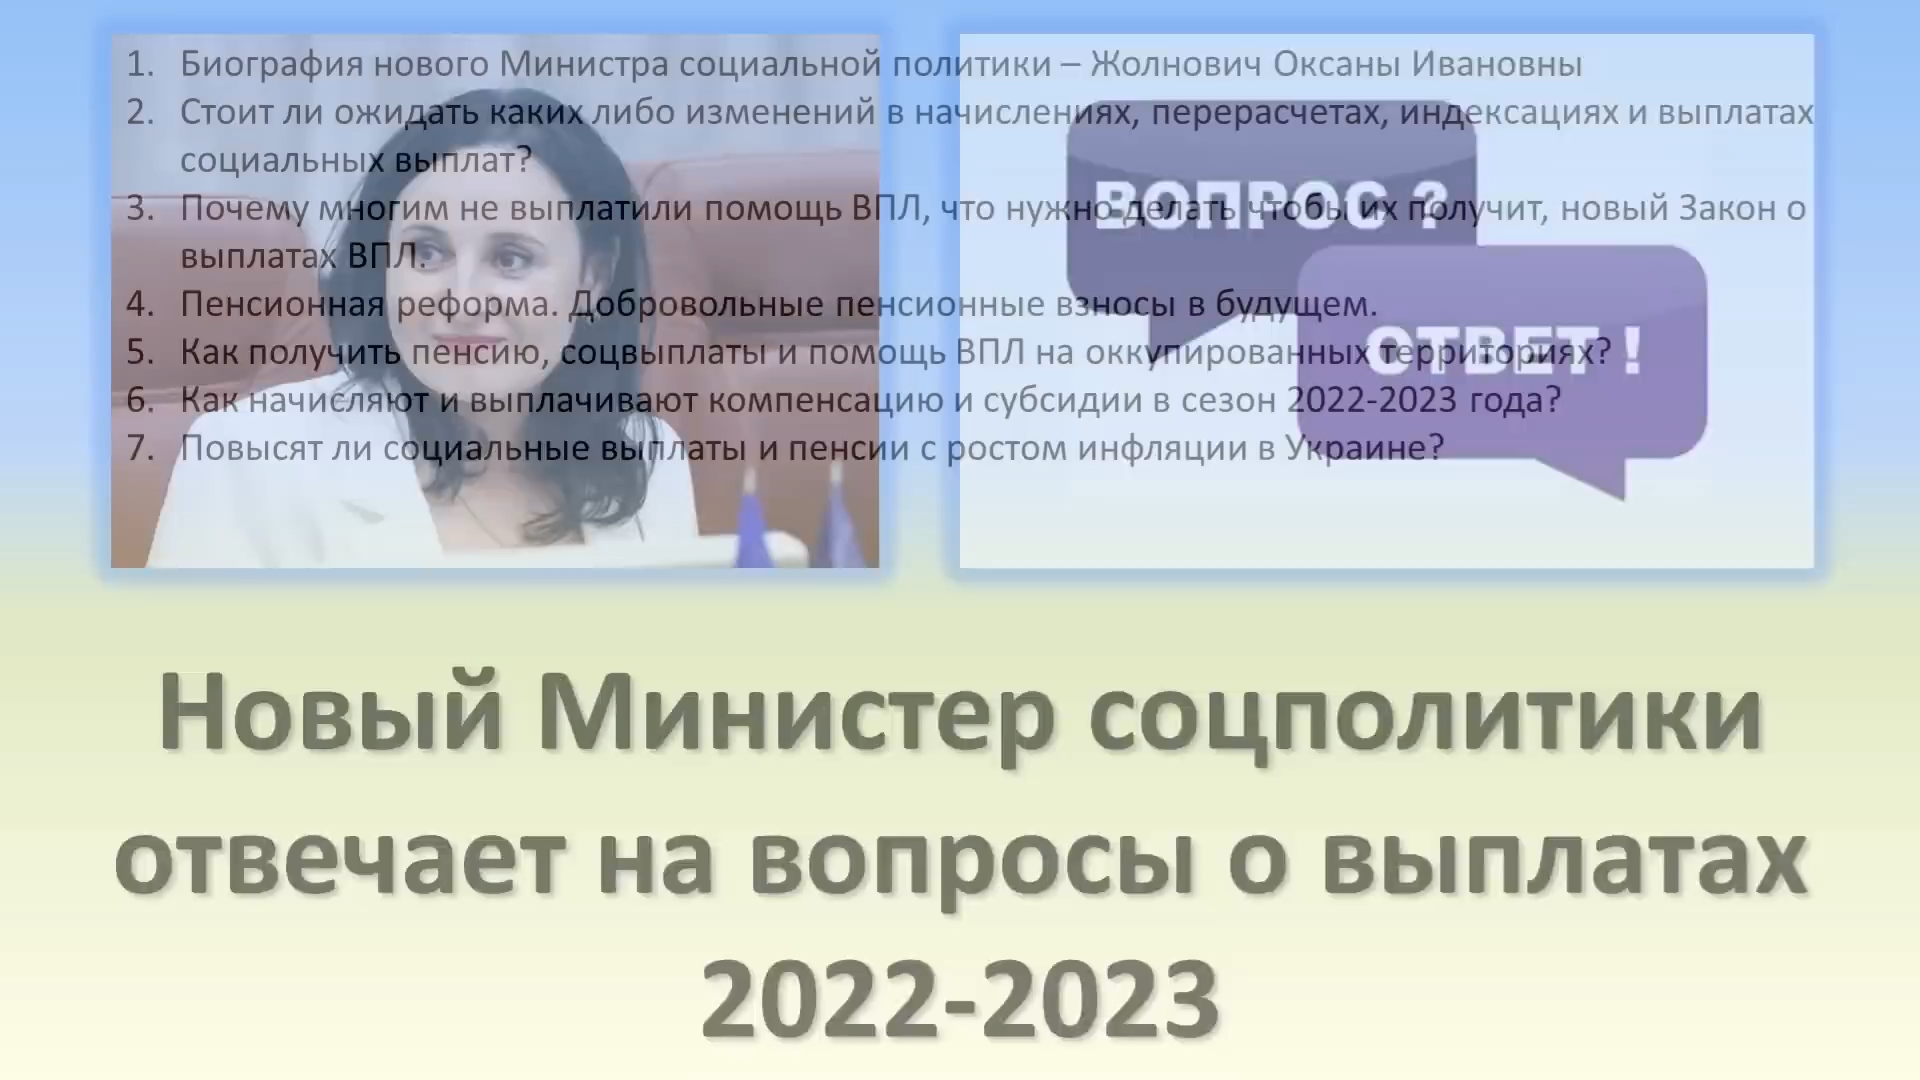 1. Биография нового Министра социальной политики – Жолнович Оксаны Ивановны
2. Стоит ли ожидать каких либо изменений в начислениях, перерасчетах, индексациях и выплатах
социальных выплат?
3. Почему многим не выплатили помощь ВПЛ, что нужно делать чтобы их получит, новый Закон о
выплатах ВПЛ.
4. Пенсионная реформа. Добровольные пенсионные взносы в будущем.
5. Как получить пенсию, соцвыплаты и помощь ВПЛ на оккупированных территориях?
6. Как начисляют и выплачивают компенсацию и субсидии в сезон 2022-2023 года?
7. Повысят ли социальные выплаты и пенсии с ростом инфляции в Украине?
ВОПРОС ?
ОТВЕТ !
Новый Министер соцполитики
отвечает на вопросы о выплатах
2022-2023